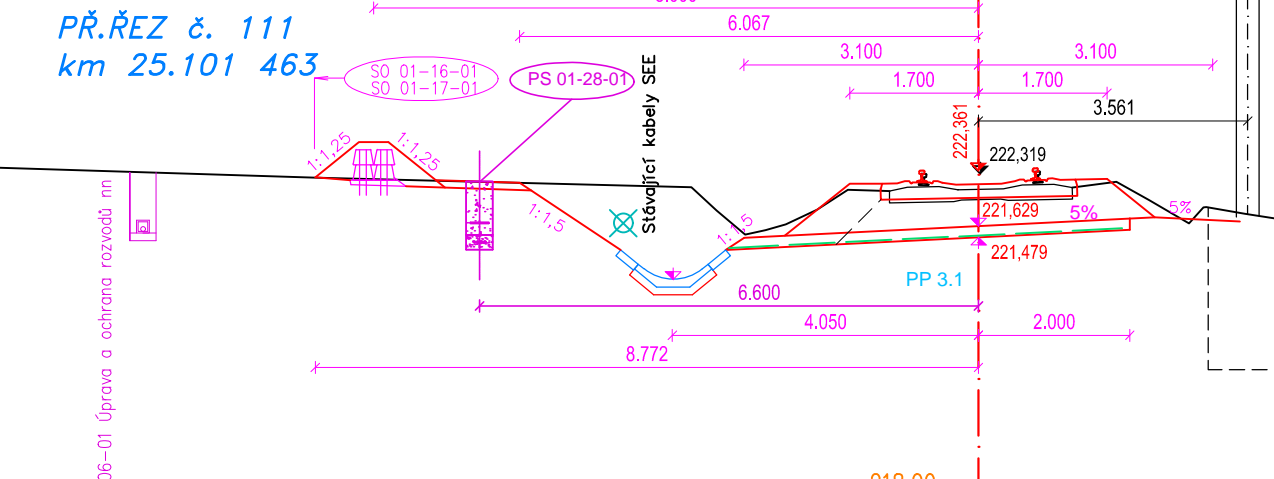 PŘ.ŘEZ č. 111
km 25.101 463
6.067
3.100
3.100
SO 01-16-01
SO 01-17-01
PS 01-28-01
1.700
1.700
3.561
Stávající kabely SEE
222,361
222,319
1:1,25
1:1,25
1:1,5
1:1,5
221,629
5%
5%
221,479
PP 3.1
6.600
4.050
2.000
8.772
06-01 Úprava a ochrana rozvodů nn